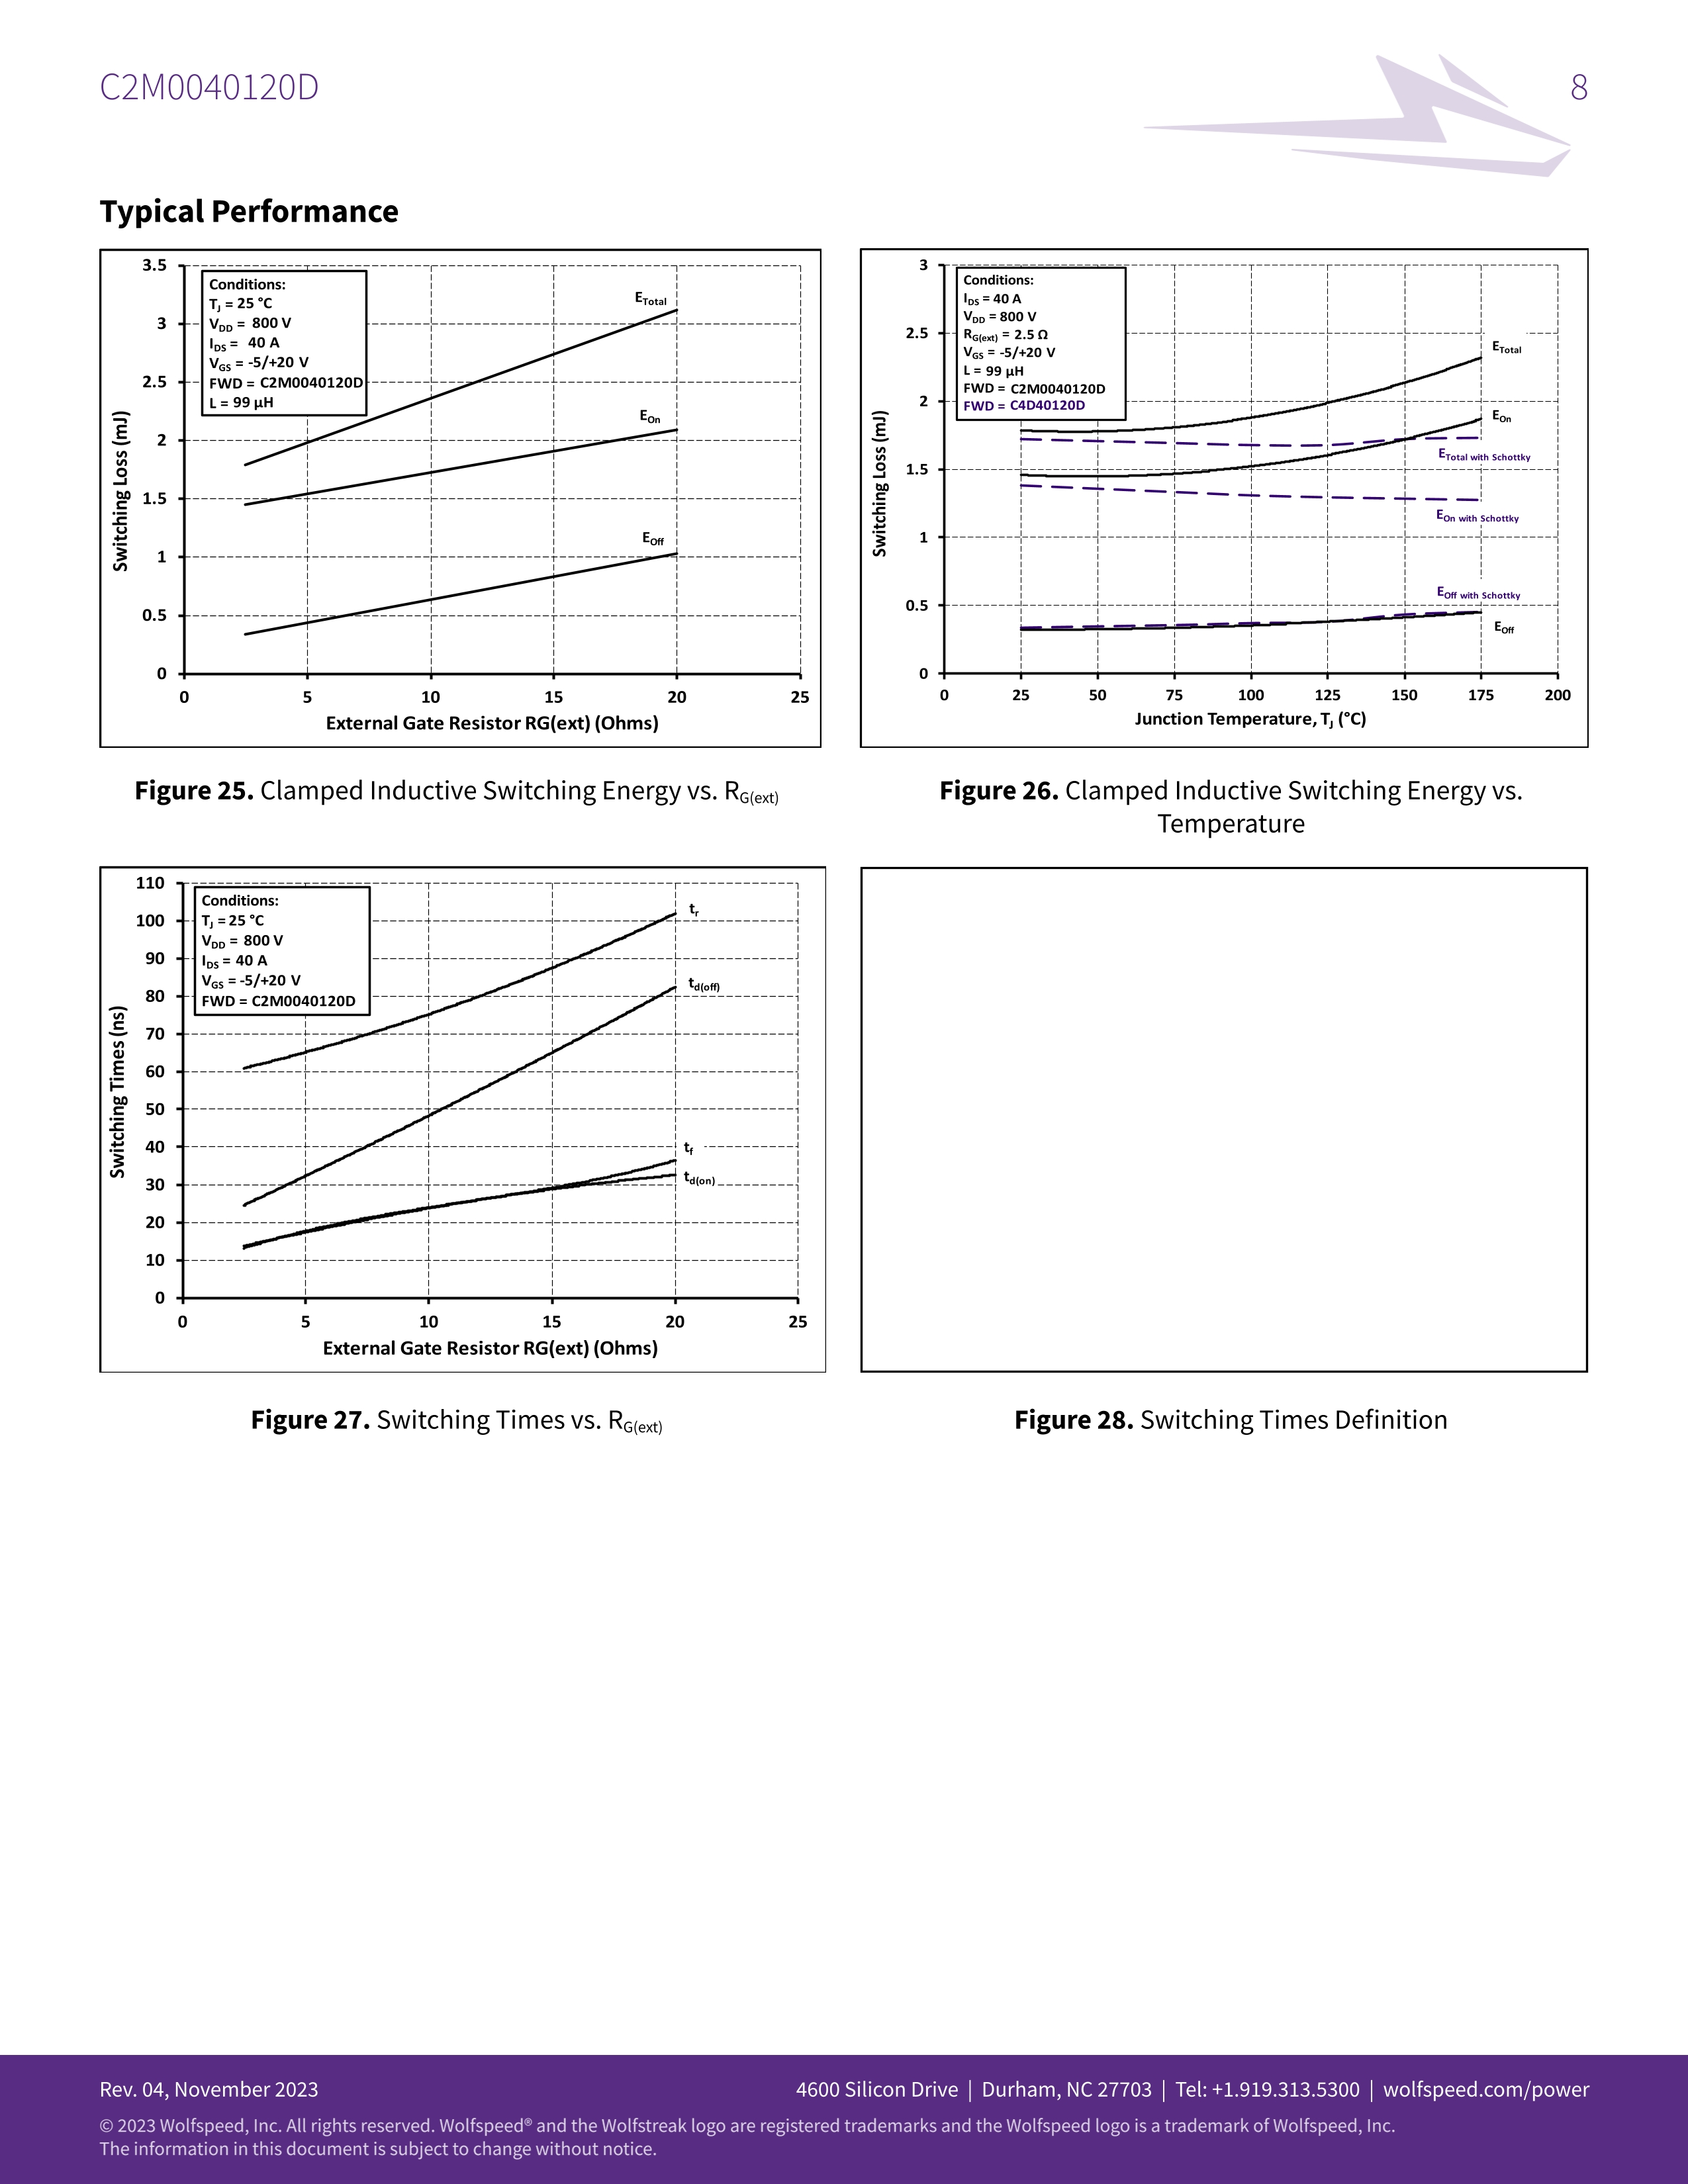 C2M0040120D
8
Typical Performance
3.5
3
2.5
2
1.5
1
0.5
0
0 5 10 15 20 25
Switching Loss (mJ)
External Gate Resistor RG(ext) (Ohms)
Conditions:
TJ = 25 °C
VDD = 800 V
IDS = 40 A
VGS = -5/+20 V
FWD = C2M0040120D
L = 99 μH
ETotal
EOn
EOff
Figure 25. Clamped Inductive Switching Energy vs. RG(ext)
3
2.5
2
1.5
1
0.5
0
0 25 50 75 100 125 150 175 200
Switching Loss (mJ)
Junction Temperature, TJ (°C)
Conditions:
IDS = 40 A
VDD = 800 V
RG(ext) = 2.5 Ω
VGS = -5/+20 V
L = 99 μH
FWD = C2M0040120D
FWD = C4D40120D
ETotal
EOn
ETotal with Schottky
EOn with Schottky
EOff with Schottky
EOff
Figure 26. Clamped Inductive Switching Energy vs.
Temperature
110
100
90
80
70
60
50
40
30
20
10
0
0 5 10 15 20 25
Switching Times (ns)
External Gate Resistor RG(ext) (Ohms)
Conditions:
TJ = 25 °C
VDD = 800 V
IDS = 40 A
VGS = -5/+20 V
FWD = C2M0040120D
tr
td(off)
tf
td(on)
Figure 27. Switching Times vs. RG(ext)
Figure 28. Switching Times Definition
Rev. 04, November 2023
4600 Silicon Drive | Durham, NC 27703 | Tel: +1.919.313.5300 | wolfspeed.com/power
© 2023 Wolfspeed, Inc. All rights reserved. Wolfspeed® and the Wolfstreak logo are registered trademarks and the Wolfspeed logo is a trademark of Wolfspeed, Inc.
The information in this document is subject to change without notice.